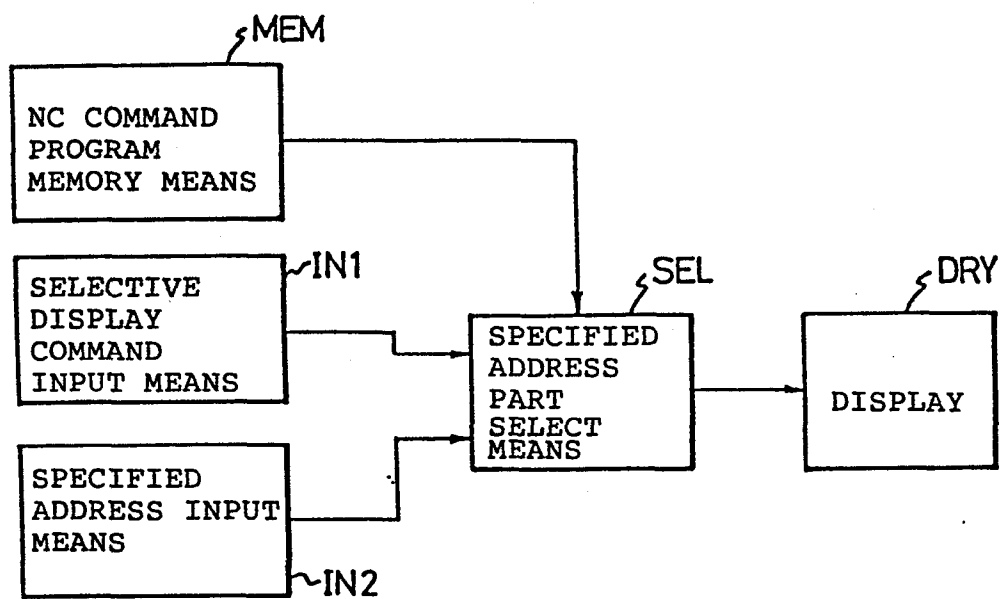 MEM
NC COMMAND
PROGRAM
MEMORY MEANS
IN1
SELECTIVE
DISPLAY
COMMAND
INPUT MEANS
SEL
SPECIFIED
ADDRESS
PART
SELECT
MEANS
DRY
DISPLAY
SPECIFIED
ADDRESS INPUT
MEANS
IN2